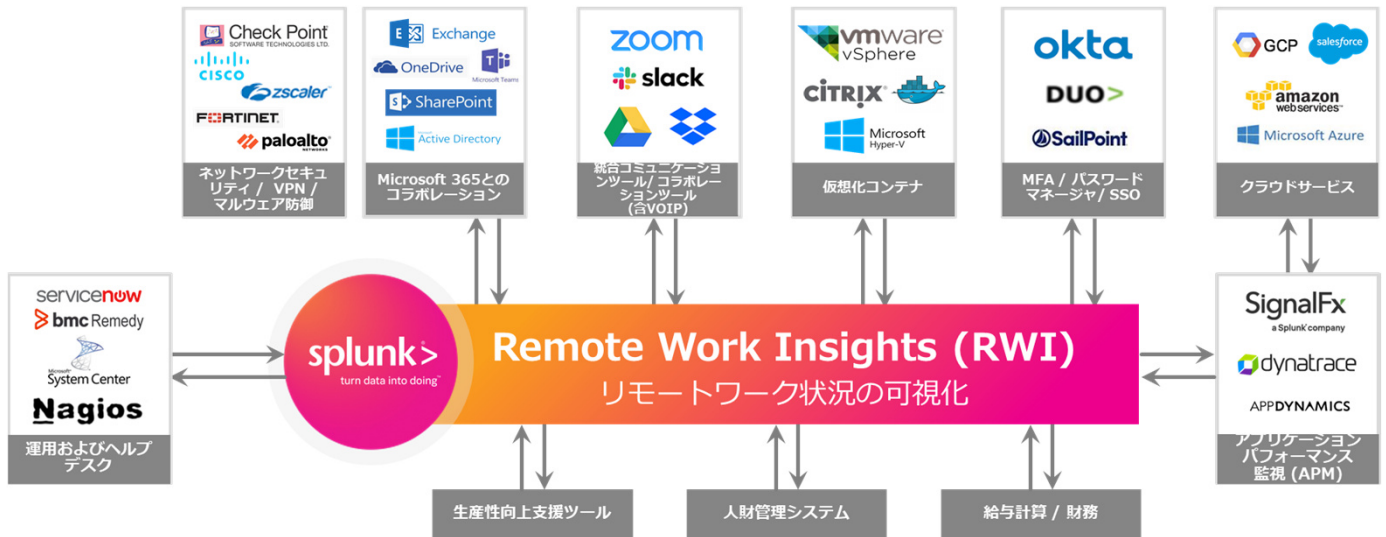 Check Point
SOFTWARE TECHNOLOGIES LTD.
CISCO
zscaler
FORTINET
paloalto
NETWORKS
ネットワークセキュ
リティ / VPN /
マルウェア防御
Exchange
OneDrive
Microsoft Teams
SharePoint
Microsoft
Active Directory
Microsoft 365との
コラボレーション
zoom
slack
統合コミュニケーショ
ンツール/ コラボレー
ションツール
(含VOIP)
vmware
vSphere
CITRIX
Microsoft
Hyper-V
仮想化コンテナ
okta
DUO
SailPoint
MFA / パスワード
マネージャ/ SSO
GCP
salesforce
amazon
webservices™
Microsoft Azure
クラウドサービス
servicenow
bmc Remedy
Microsoft
System Center
Nagios
運用およびヘルプ
デスク
splunk>
turn data into doing™
Remote Work Insights (RWI)
リモートワーク状況の可視化
SignalFx
a Splunk company
dynatrace
APPDYNAMICS
アプリケーション
パフォーマンス
監視 (APM)
生産性向上支援ツール
人財管理システム
給与計算 / 財務